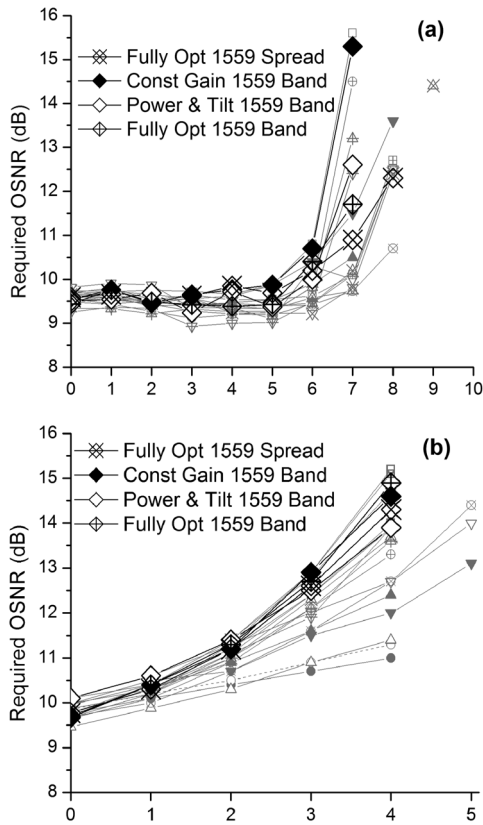 (a)
Fully Opt 1559 Spread
Const Gain 1559 Band
Power & Tilt 1559 Band
Fully Opt 1559 Band
Required OSNR (dB)
16
15
14
13
12
11
10
9
8
0 1 2 3 4 5 6 7 8 9 10
(b)
Fully Opt 1559 Spread
Const Gain 1559 Band
Power & Tilt 1559 Band
Fully Opt 1559 Band
Required OSNR (dB)
16
15
14
13
12
11
10
9
8
0 1 2 3 4 5